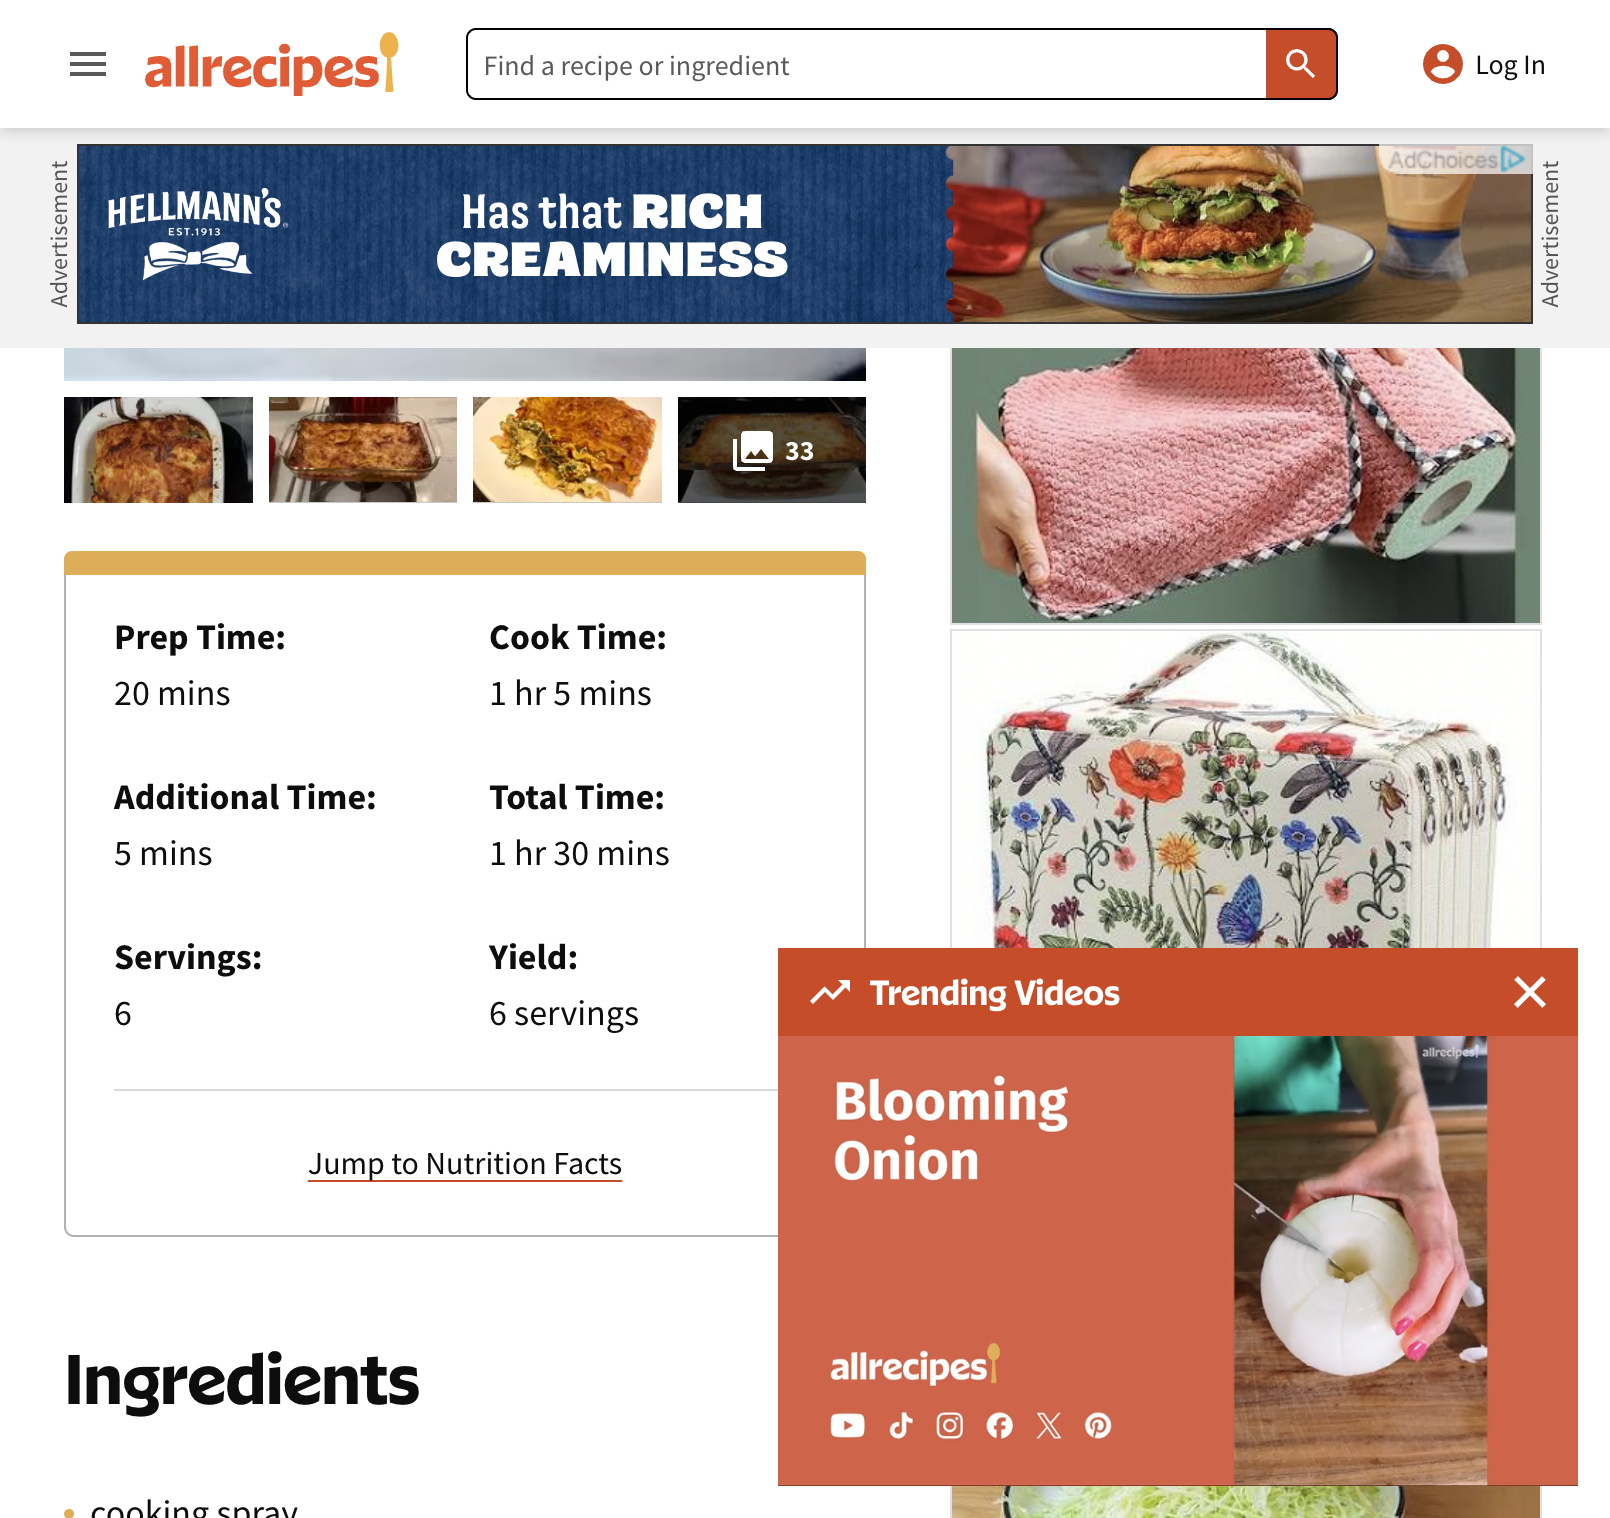 allrecipes
Find a recipe or ingredient
Log In
Advertisement
HELLMANN'S
EST.1913
Has that RICH
CREAMINESS
AdChoices
Advertisement
33
Prep Time:
20 mins
Cook Time:
1 hr 5 mins
Additional Time:
5 mins
Total Time:
1 hr 30 mins
Servings:
6
Yield:
6 servings
Jump to Nutrition Facts
Trending Videos
Blooming
Onion
allrecipes
allrecipes
Ingredients
cooking spray